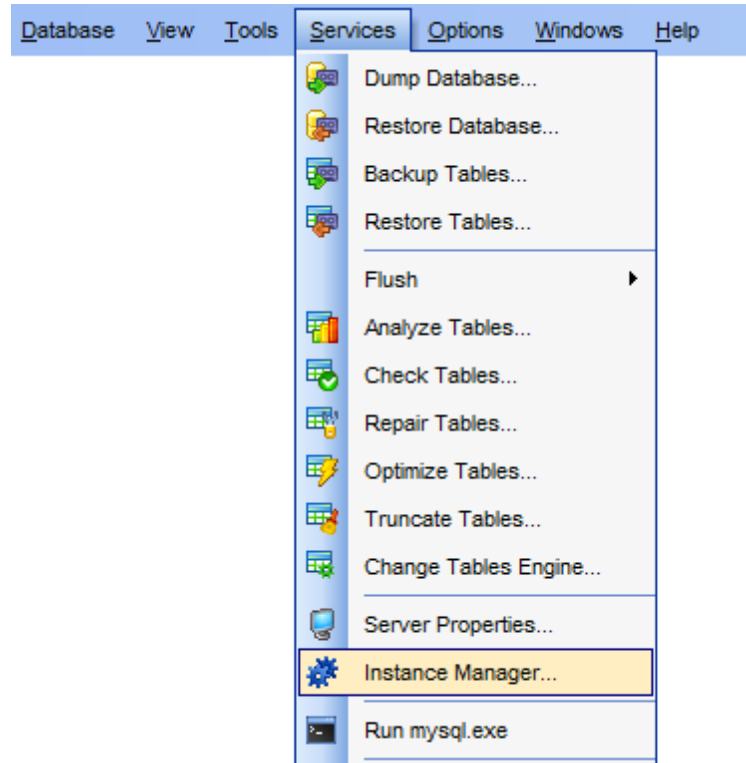 Database View Tools Services Options Windows Help
Dump Database...
Restore Database...
Backup Tables...
Restore Tables...
Flush
Analyze Tables...
Check Tables...
Repair Tables...
Optimize Tables...
Truncate Tables...
Change Tables Engine...
Server Properties...
Instance Manager...
Run mysql.exe